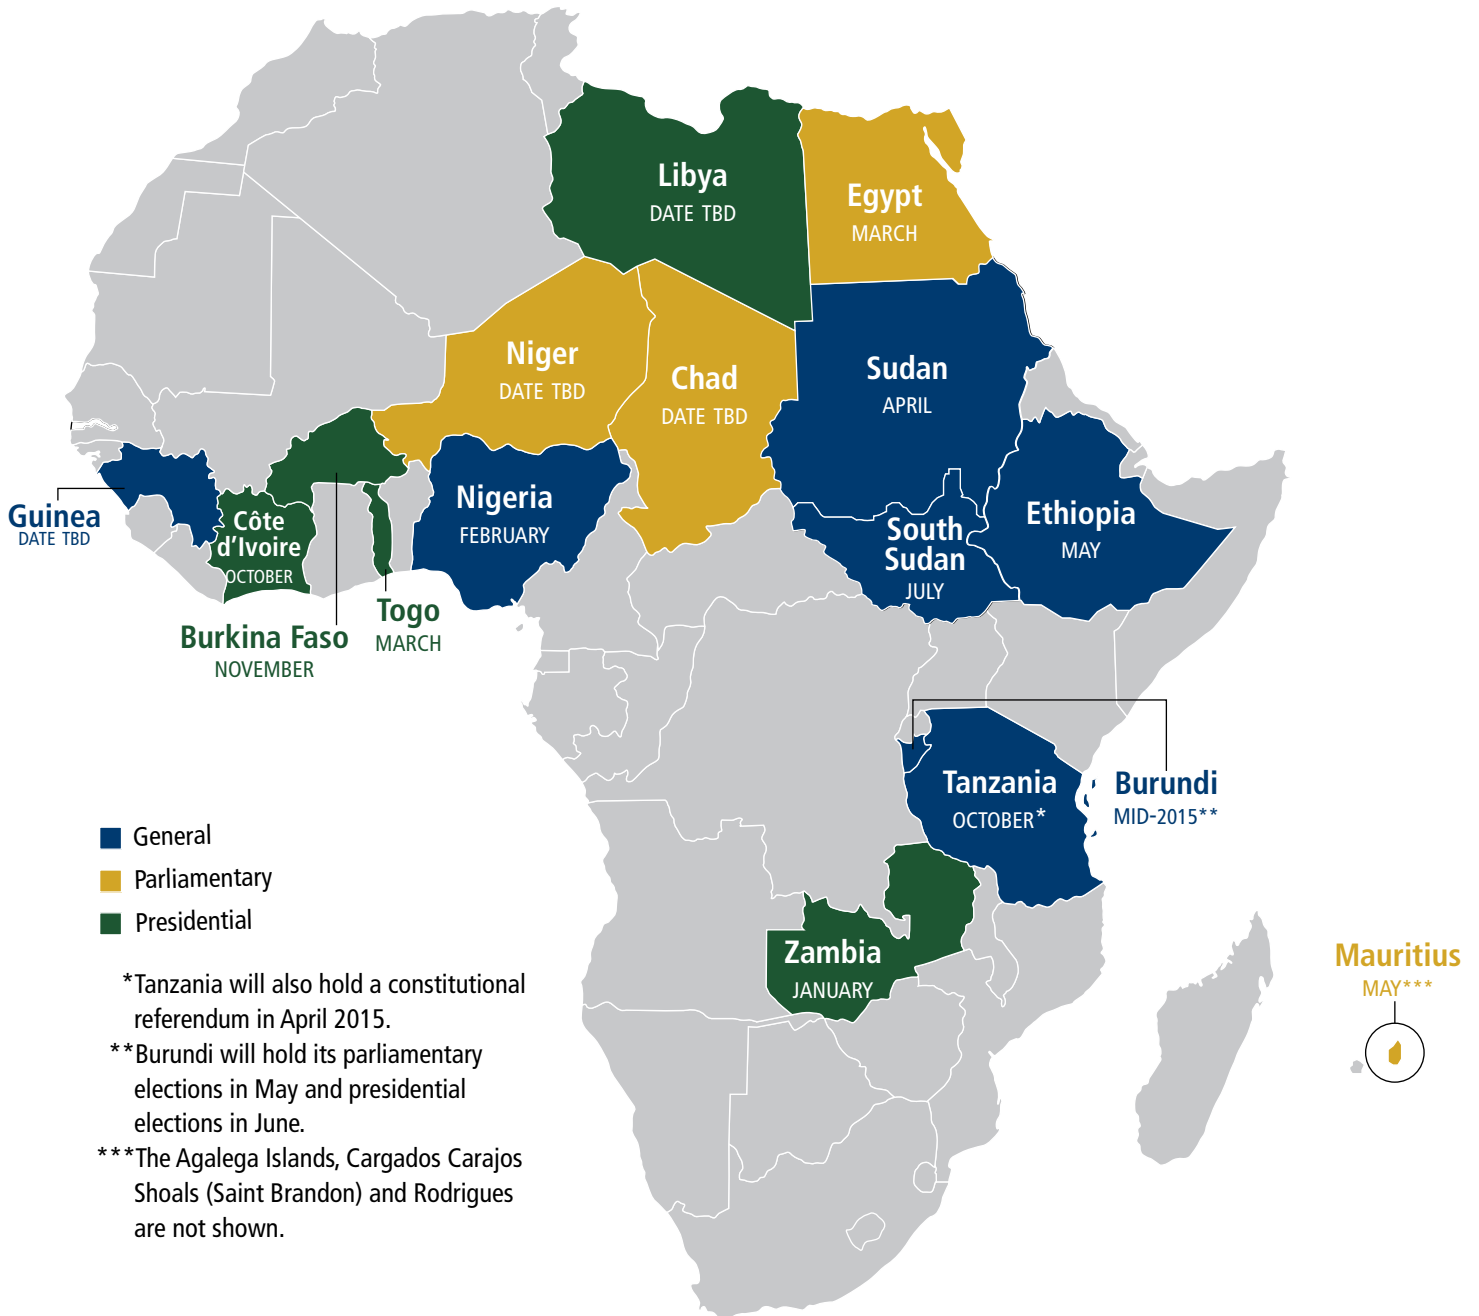 Libya
DATE TBD
Egypt
MARCH
Niger
DATE TBD
Chad
DATE TBD
Sudan
APRIL
Nigeria
FEBRUARY
Ethiopia
MAY
South
Sudan
JULY
Guinea
DATE TBD
Côte
d'Ivoire
OCTOBER
Togo
MARCH
Burkina Faso
NOVEMBER
Tanzania
OCTOBER*
Burundi
MID-2015**
Zambia
JANUARY
Mauritius
MAY***
General
Parliamentary
Presidential
*Tanzania will also hold a constitutional
referendum in April 2015.
**Burundi will hold its parliamentary
elections in May and presidential
elections in June.
***The Agalega Islands, Cargados Carajos
Shoals (Saint Brandon) and Rodrigues
are not shown.